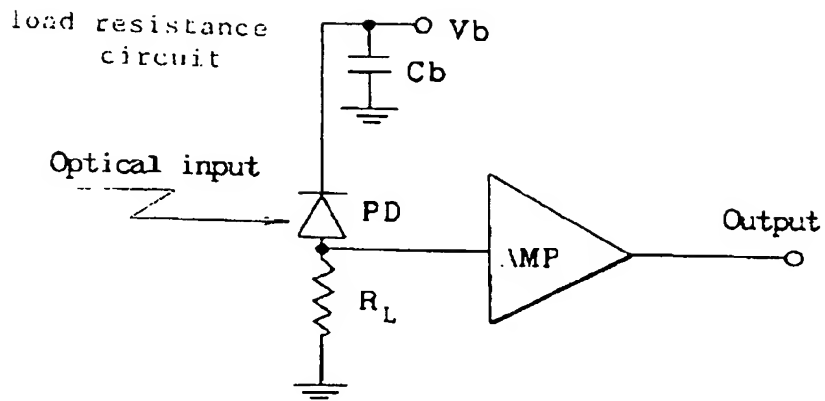 load resistance
circuit
Vb
Cb
Optical input
PD
Output
AMP
R_L